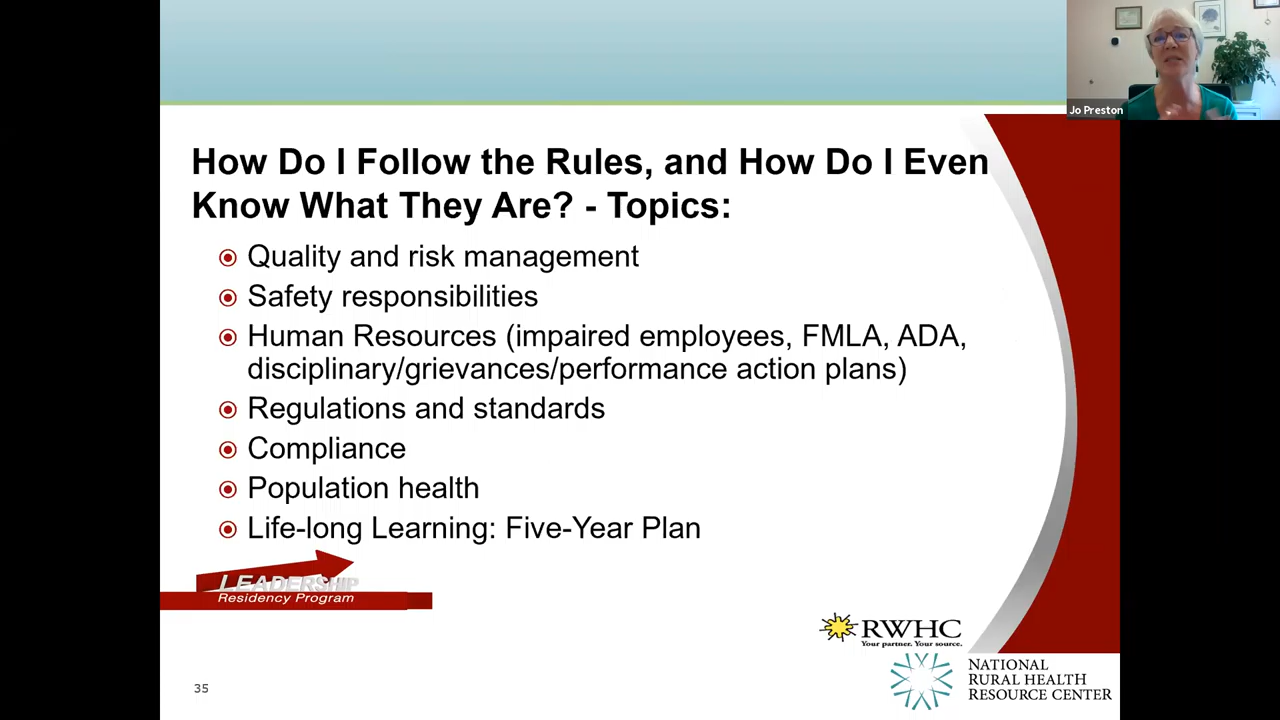 Jo Preston
How Do I Follow the Rules, and How Do I Even
Know What They Are? - Topics:
Quality and risk management
Safety responsibilities
Human Resources (impaired employees, FMLA, ADA,
disciplinary/grievances/performance action plans)
Regulations and standards
Compliance
Population health
Life-long Learning: Five-Year Plan
LEADERSHIP
Residency Program
RWHC
Your partner. Your source.
NATIONAL
RURAL HEALTH
RESOURCE CENTER
35